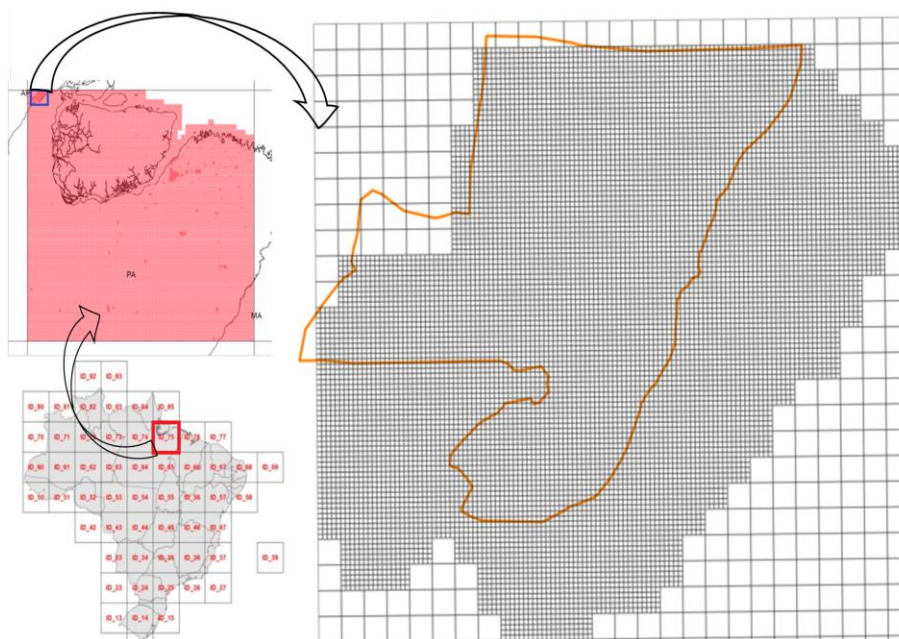 AP
PA
MA
ID_92 ID_93
ID_80 ID_81 ID_82 ID_83 ID_84 ID_85
ID_70 ID_71 ID_73 ID_74 ID_75 ID_76 ID_77
ID_60 ID_61 ID_62 ID_63 ID_64 ID_65 ID_66 ID_67 ID_68 ID_69
ID_50 ID_51 ID_52 ID_53 ID_54 ID_55 ID_56 ID_57 ID_58
ID_42 ID_43 ID_44 ID_45 ID_46 ID_47
ID_33 ID_34 ID_35 ID_36 ID_37 ID_39
ID_23 ID_24 ID_25 ID_26 ID_27
ID_13 ID_14 ID_15